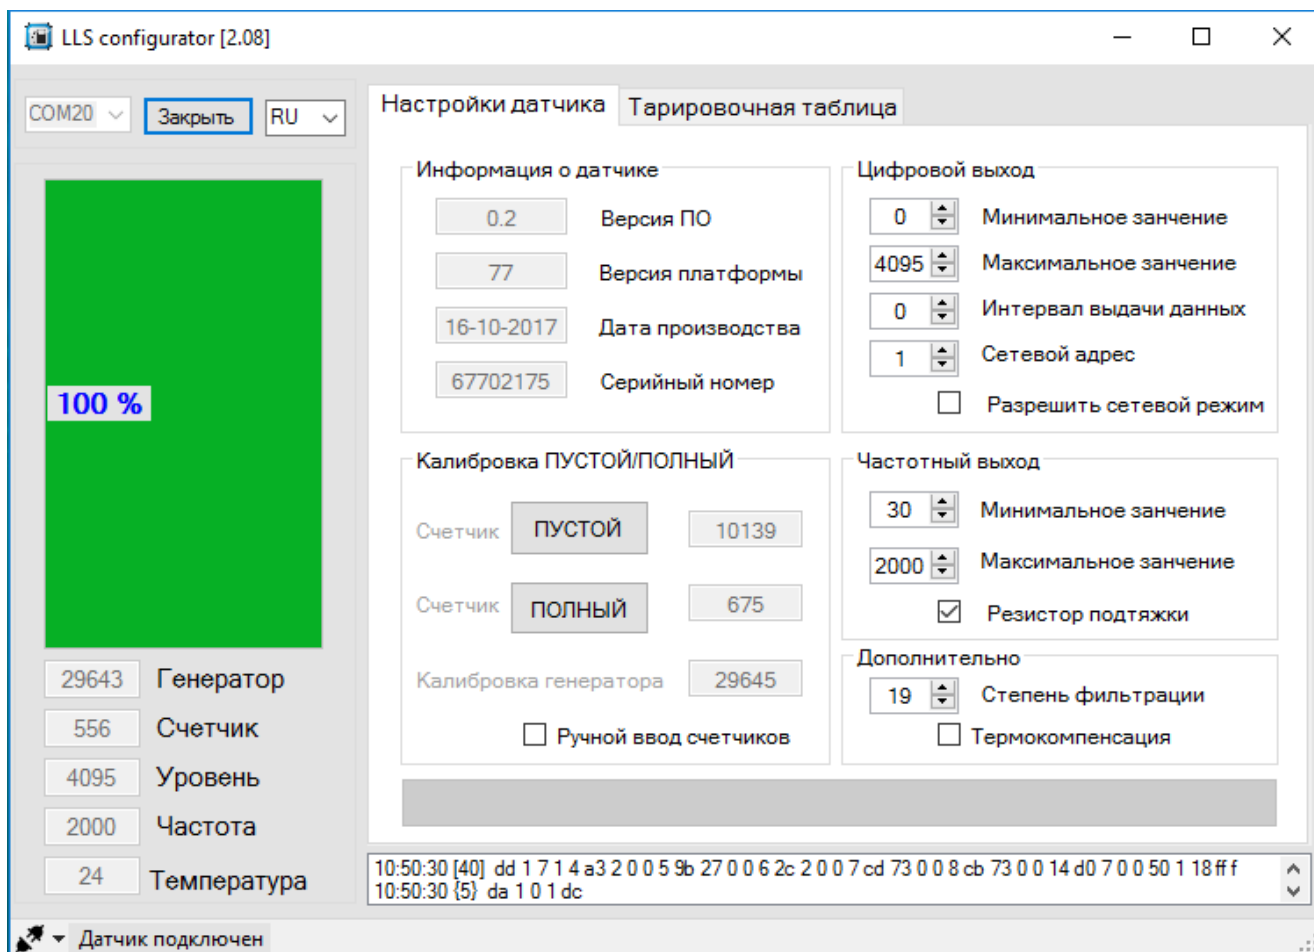 LLS configurator [2.08]
COM20
Закрыть
RU
Настройки датчика
Тарировочная таблица
100 %
29643 Генератор
556 Счетчик
4095 Уровень
2000 Частота
24 Температура
Информация о датчике
0.2 Версия ПО
77 Версия платформы
16-10-2017 Дата производства
67702175 Серийный номер
Цифровой выход
0 Минимальное занчение
4095 Максимальное занчение
0 Интервал выдачи данных
1 Сетевой адрес
Разрешить сетевой режим
Калибровка ПУСТОЙ/ПОЛНЫЙ
Счетчик ПУСТОЙ 10139
Счетчик ПОЛНЫЙ 675
Калибровка генератора 29645
Ручной ввод счетчиков
Частотный выход
30 Минимальное занчение
2000 Максимальное занчение
Резистор подтяжки
Дополнительно
19 Степень фильтрации
Термокомпенсация
10:50:30 [40] dd 1 7 1 4 a3 2 0 0 5 9b 27 0 0 6 2c 2 0 0 7 cd 73 0 0 8 cb 73 0 0 14 d0 7 0 0 50 1 18 ff f
10:50:30 {5} da 1 0 1 dc
Датчик подключен